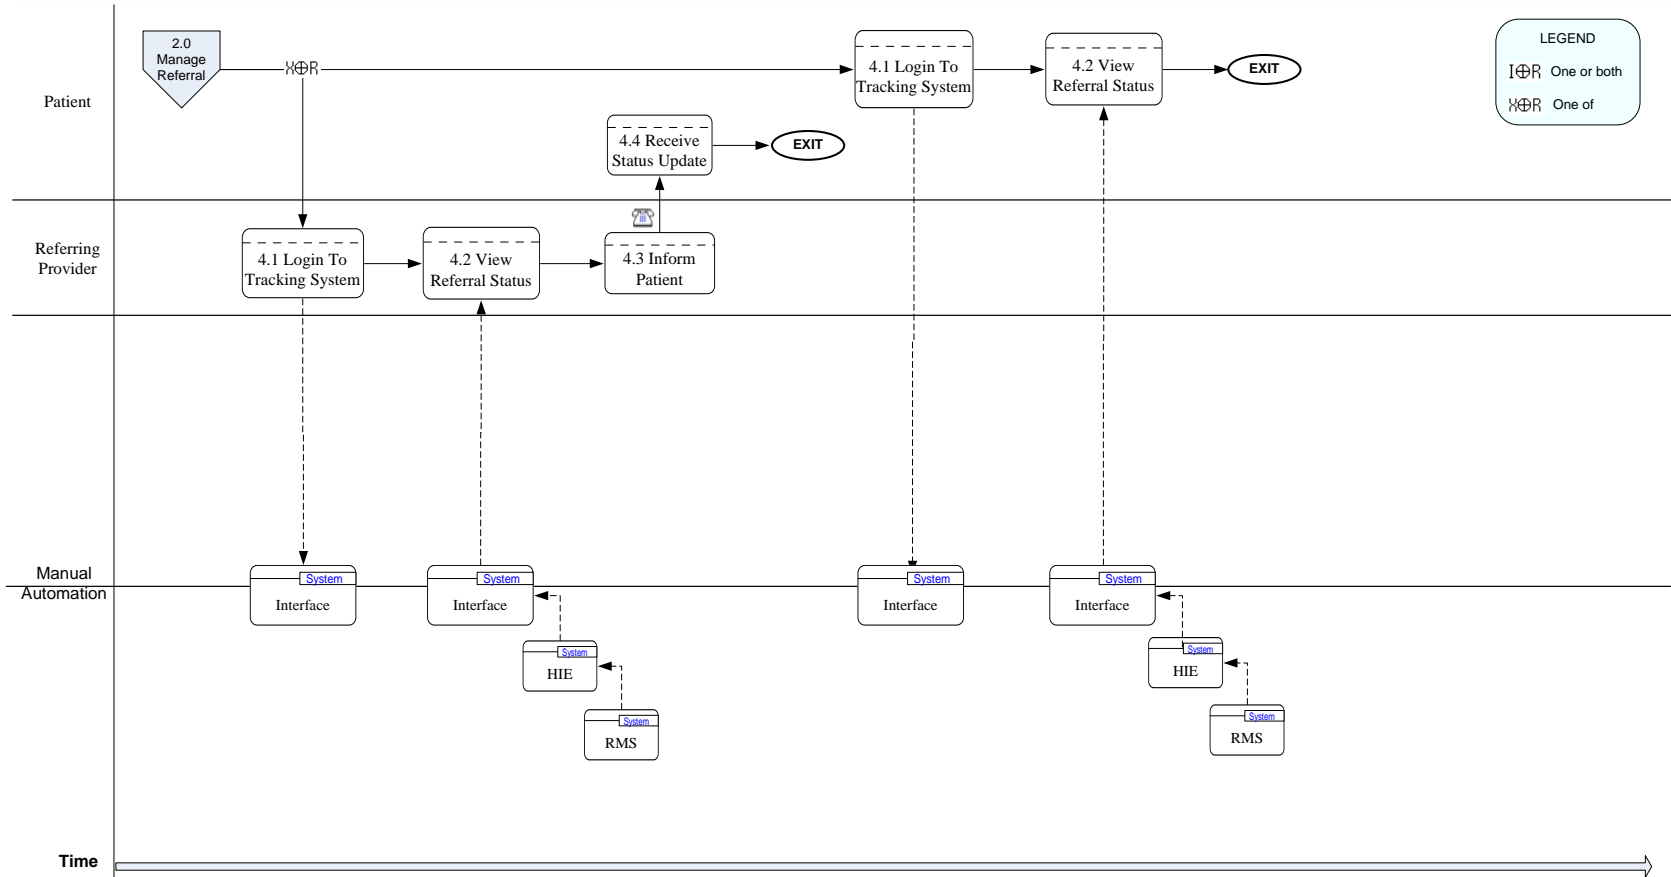 2.0
Manage
Referral
XOR
4.1 Login To
Tracking System
4.2 View
Referral Status
EXIT
LEGEND
IOR One or both
XOR One of
Patient
4.4 Receive
Status Update
EXIT
Referring
Provider
4.1 Login To
Tracking System
4.2 View
Referral Status
4.3 Inform
Patient
Manual
Automation
System
Interface
System
Interface
System
Interface
System
Interface
System
HIE
System
HIE
System
RMS
System
RMS
Time